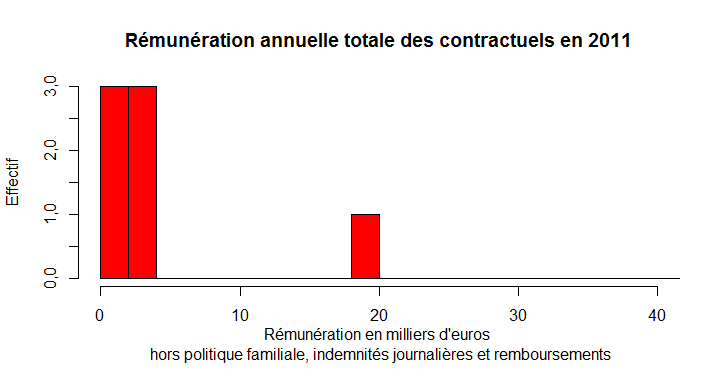 Rémunération annuelle totale des contractuels en 2011
Effectif
3,0
2,0
1,0
0,0
0 10 20 30 40
Rémunération en milliers d'euros
hors politique familiale, indemnités journalières et remboursements